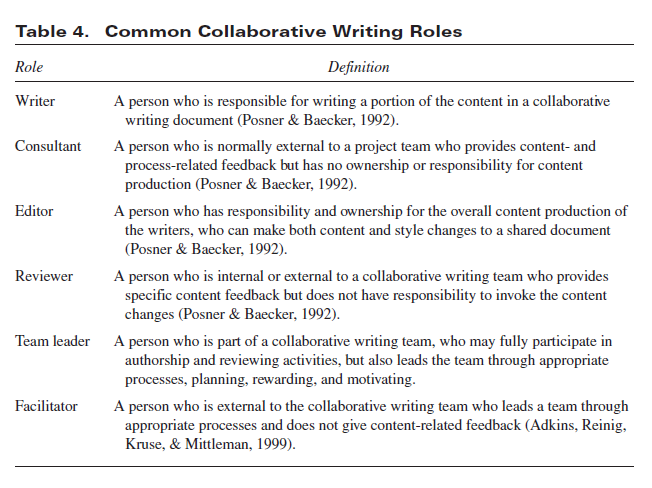 Table 4. Common Collaborative Writing Roles
Role Definition
Writer A person who is responsible for writing a portion of the content in a collaborative
writing document (Posner & Baecker, 1992).
Consultant A person who is normally external to a project team who provides content- and
process-related feedback but has no ownership or responsibility for content
production (Posner & Baecker, 1992).
Editor A person who has responsibility and ownership for the overall content production of
the writers, who can make both content and style changes to a shared document
(Posner & Baecker, 1992).
Reviewer A person who is internal or external to a collaborative writing team who provides
specific content feedback but does not have responsibility to invoke the content
changes (Posner & Baecker, 1992).
Team leader A person who is part of a collaborative writing team, who may fully participate in
authorship and reviewing activities, but also leads the team through appropriate
processes, planning, rewarding, and motivating.
Facilitator A person who is external to the collaborative writing team who leads a team through
appropriate processes and does not give content-related feedback (Adkins, Reinig,
Kruse, & Mittleman, 1999).